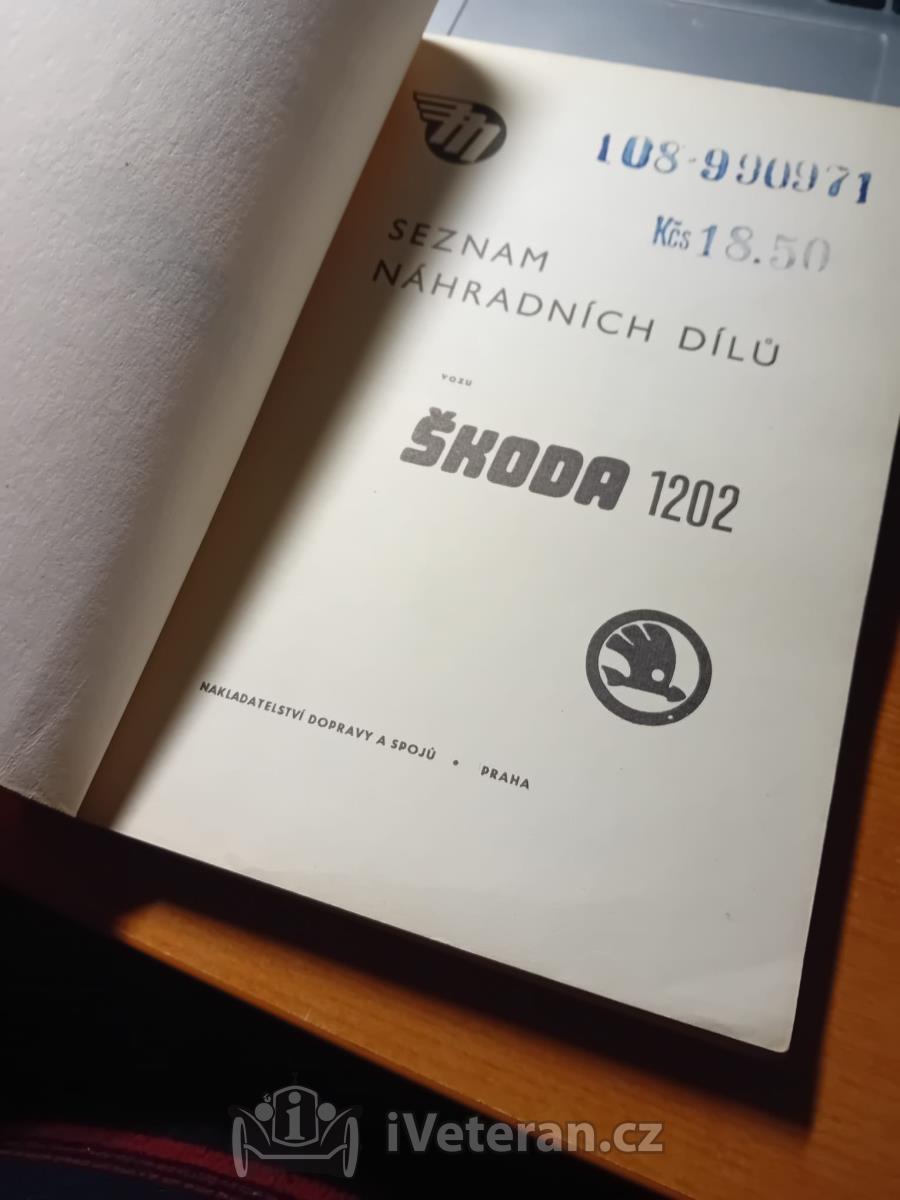 108-990971
Kčs 18.50
SEZNAM
NÁHRADNÍCH DÍLŮ
VOZU
ŠKODA 1202
NAKLADATELSTVÍ DOPRAVY A SPOJŮ • PRAHA
iVeteran.cz